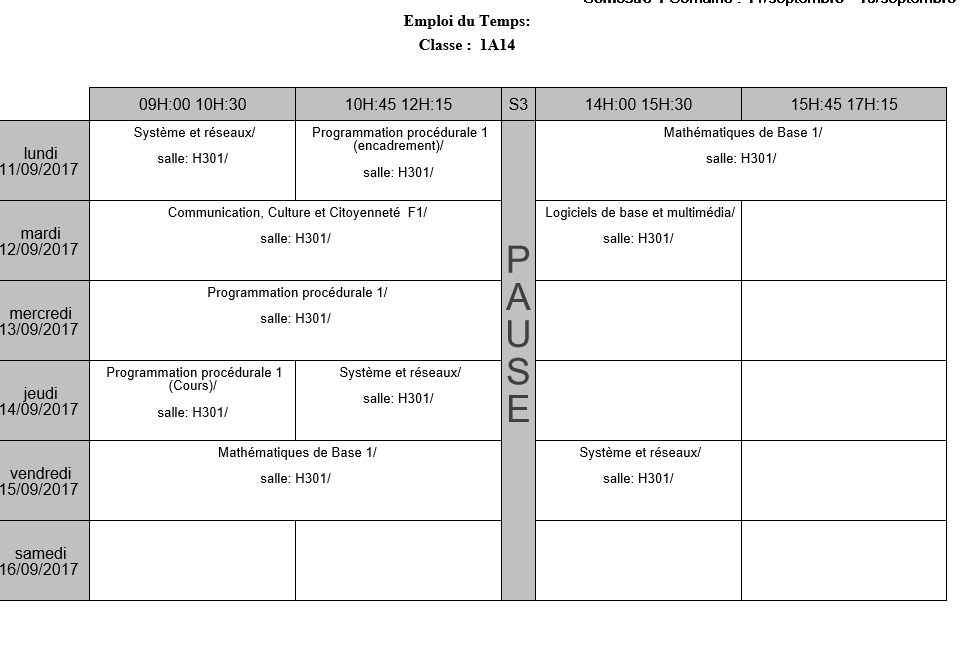 Emploi du Temps:
Classe : 1A14
09H:00 10H:30 10H:45 12H:15 S3 14H:00 15H:30 15H:45 17H:15
lundi
11/09/2017
Système et réseaux/
salle: H301/
Programmation procédurale 1
(encadrement)/
salle: H301/
Mathématiques de Base 1/
salle: H301/
mardi
12/09/2017
Communication, Culture et Citoyenneté F1/
salle: H301/
Logiciels de base et multimédia/
salle: H301/
mercredi
13/09/2017
Programmation procédurale 1/
salle: H301/
jeudi
14/09/2017
Programmation procédurale 1
(Cours)/
salle: H301/
Système et réseaux/
salle: H301/
vendredi
15/09/2017
Mathématiques de Base 1/
salle: H301/
Système et réseaux/
salle: H301/
samedi
16/09/2017
PAUSE